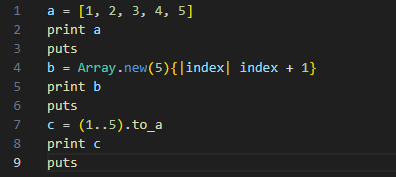 1 a = [1, 2, 3, 4, 5]
2 print a
3 puts
4 b = Array.new(5){|index| index + 1}
5 print b
6 puts
7 c = (1..5).to_a
8 print c
9 puts